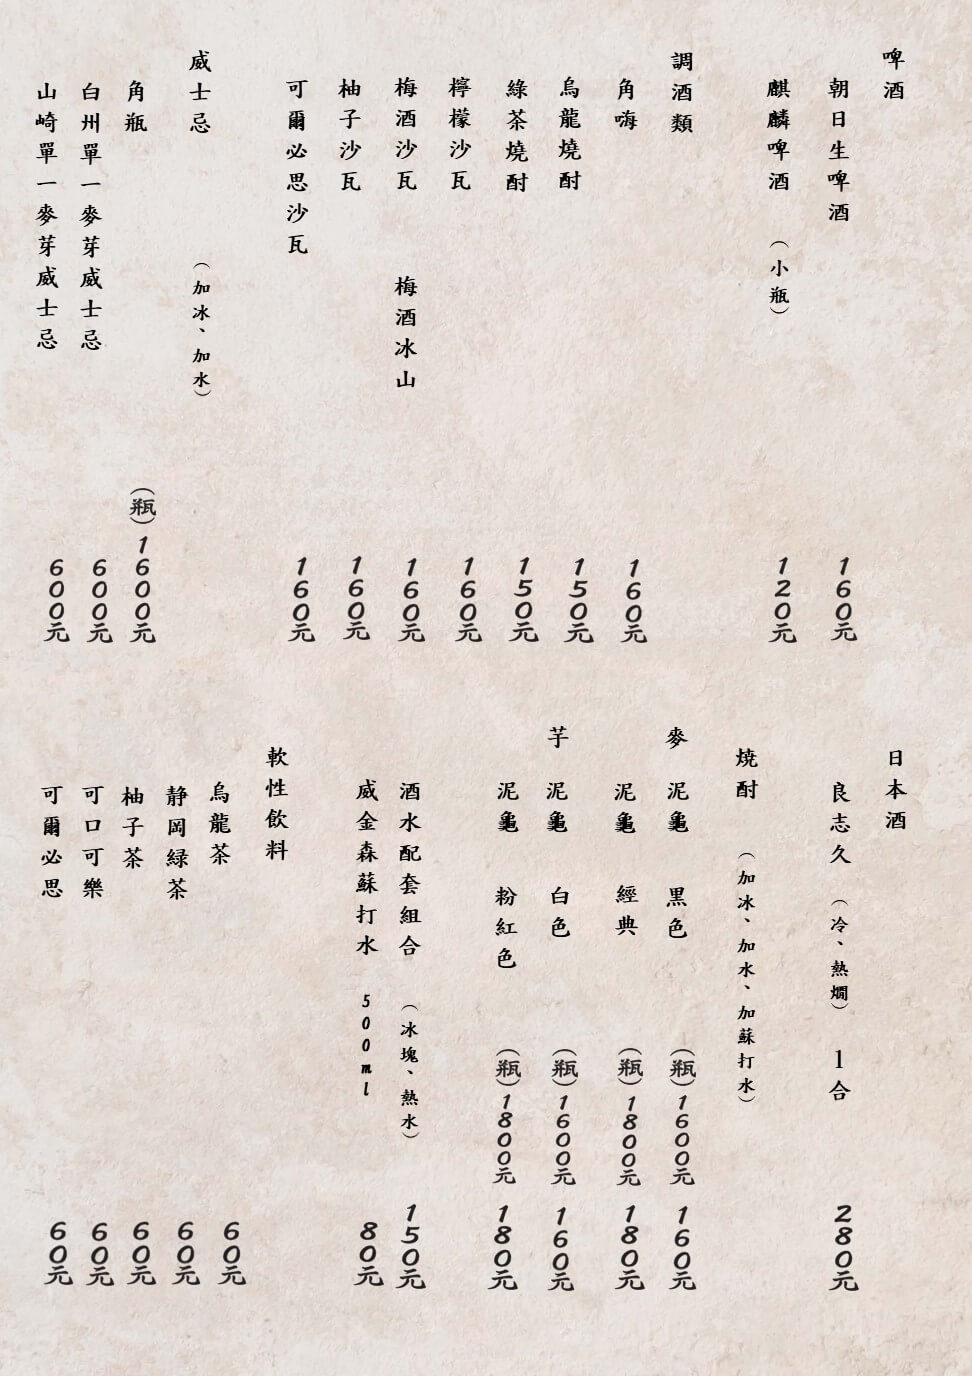 啤酒
朝日生啤酒 160元
麒麟啤酒 (小瓶) 120元
調酒類
角嗨 160元
烏龍燒酎 150元
綠茶燒酎 150元
檸檬沙瓦 160元
梅酒沙瓦 梅酒冰山 160元
柚子沙瓦 160元
可爾必思沙瓦 160元
威士忌 (加冰、加水)
角瓶 (瓶) 1600元
白州單一麥芽威士忌 600元
山崎單一麥芽威士忌 600元
日本酒
良志久 (冷、熱燗) 1合 280元
焼酎 (加冰、加水、加蘇打水)
麥 泥龜 黑色 (瓶) 1600元 160元
泥龜 經典 (瓶) 1800元 180元
芋 泥龜 白色 (瓶) 1600元 160元
泥龜 粉紅色 (瓶) 1800元 180元
酒水配套組合 (冰塊、熱水) 150元
威金森蘇打水 500ml 80元
軟性飲料
烏龍茶 60元
静岡緑茶 60元
柚子茶 60元
可口可樂 60元
可爾必思 60元